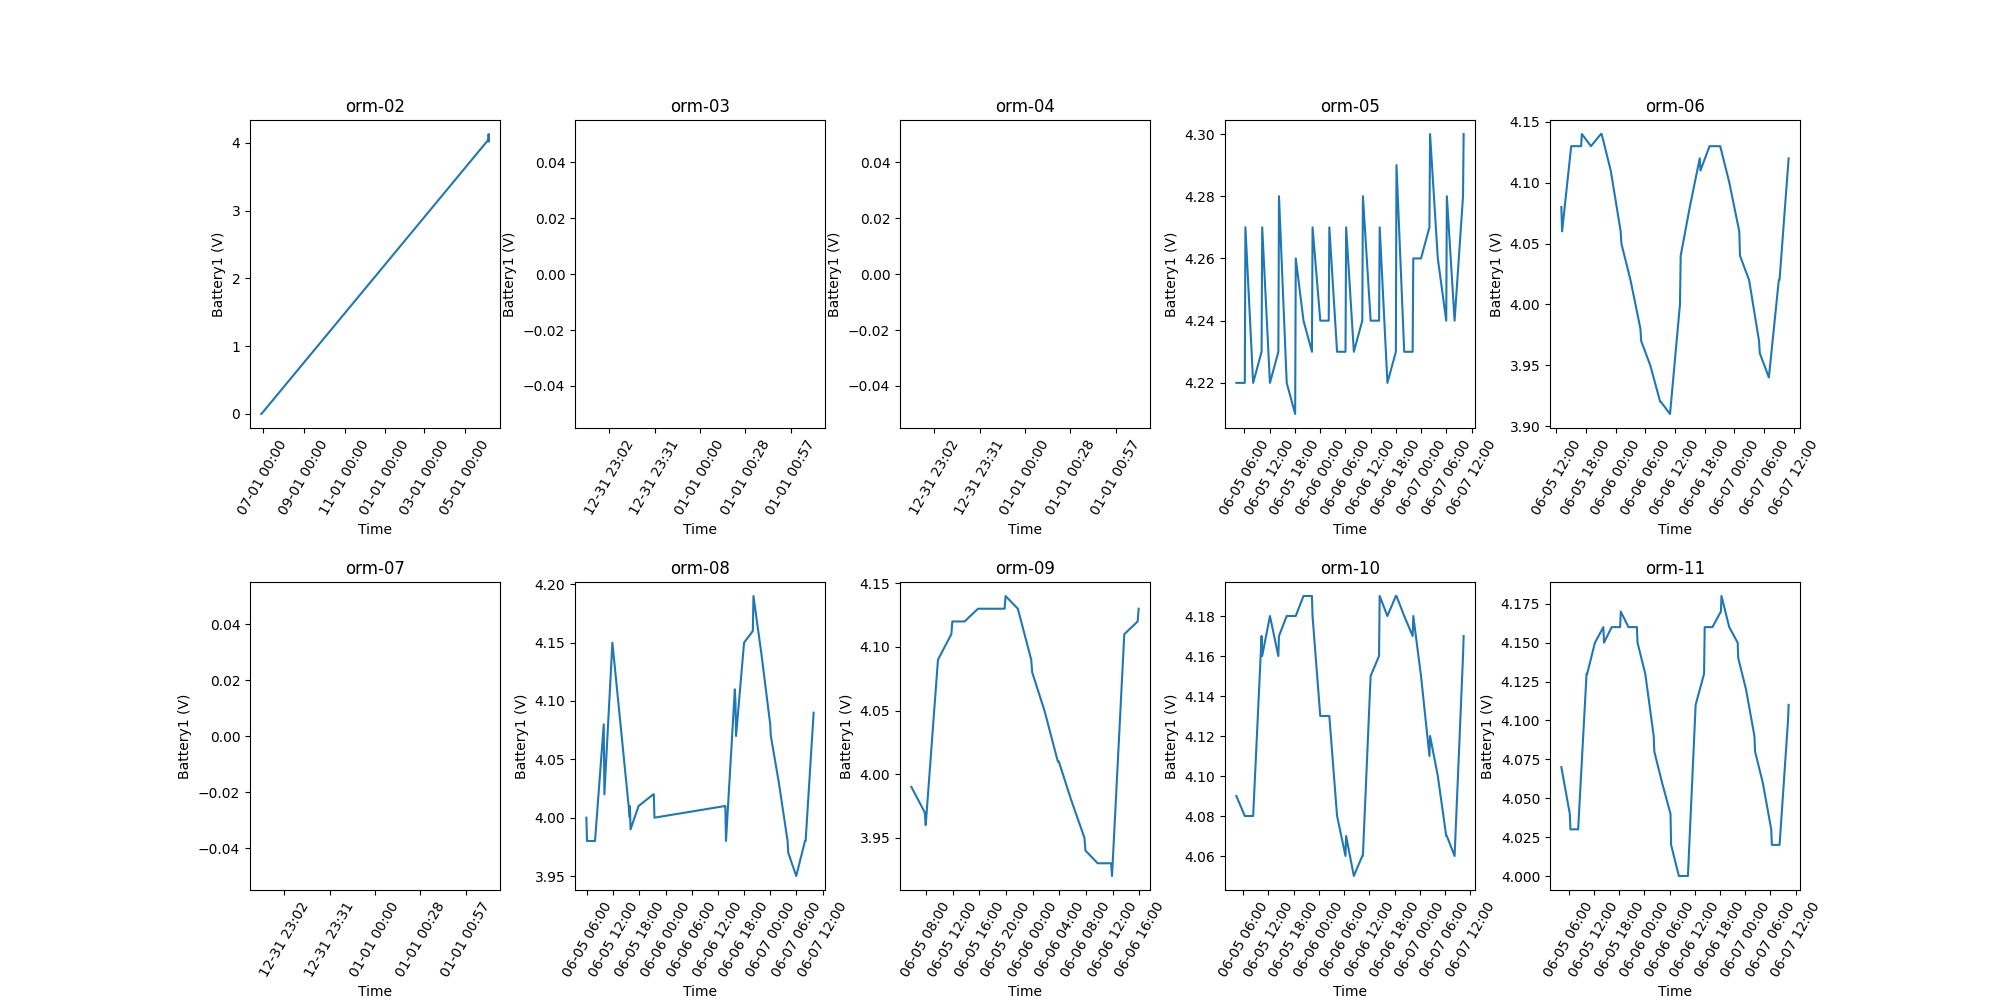 orm-02 orm-03 orm-04 orm-05 orm-06
Battery1 (V)
4
3
2
1
0
07-01 00:00 09-01 00:00 11-01 00:00 01-01 00:00 03-01 00:00 05-01 00:00
Time
Battery1 (V)
0.04
0.02
0.00
−0.02
−0.04
12-31 23:02 12-31 23:31 01-01 00:00 01-01 00:28 01-01 00:57
Time
Battery1 (V)
0.04
0.02
0.00
−0.02
−0.04
12-31 23:02 12-31 23:31 01-01 00:00 01-01 00:28 01-01 00:57
Time
Battery1 (V)
4.30
4.28
4.26
4.24
4.22
06-05 06:00 06-05 12:00 06-05 18:00 06-06 00:00 06-06 06:00 06-06 12:00 06-06 18:00 06-07 00:00 06-07 06:00 06-07 12:00
Time
Battery1 (V)
4.15
4.10
4.05
4.00
3.95
3.90
06-05 12:00 06-05 18:00 06-06 00:00 06-06 06:00 06-06 12:00 06-06 18:00 06-07 00:00 06-07 06:00 06-07 12:00
Time
orm-07 orm-08 orm-09 orm-10 orm-11
Battery1 (V)
0.04
0.02
0.00
−0.02
−0.04
12-31 23:02 12-31 23:31 01-01 00:00 01-01 00:28 01-01 00:57
Time
Battery1 (V)
4.20
4.15
4.10
4.05
4.00
3.95
06-05 06:00 06-05 12:00 06-05 18:00 06-06 00:00 06-06 06:00 06-06 12:00 06-06 18:00 06-07 00:00 06-07 06:00 06-07 12:00
Time
Battery1 (V)
4.15
4.10
4.05
4.00
3.95
06-05 08:00 06-05 12:00 06-05 16:00 06-05 20:00 06-06 00:00 06-06 04:00 06-06 08:00 06-06 12:00 06-06 16:00
Time
Battery1 (V)
4.18
4.16
4.14
4.12
4.10
4.08
4.06
06-05 06:00 06-05 12:00 06-05 18:00 06-06 00:00 06-06 06:00 06-06 12:00 06-06 18:00 06-07 00:00 06-07 06:00 06-07 12:00
Time
Battery1 (V)
4.175
4.150
4.125
4.100
4.075
4.050
4.025
4.000
06-05 06:00 06-05 12:00 06-05 18:00 06-06 00:00 06-06 06:00 06-06 12:00 06-06 18:00 06-07 00:00 06-07 06:00 06-07 12:00
Time